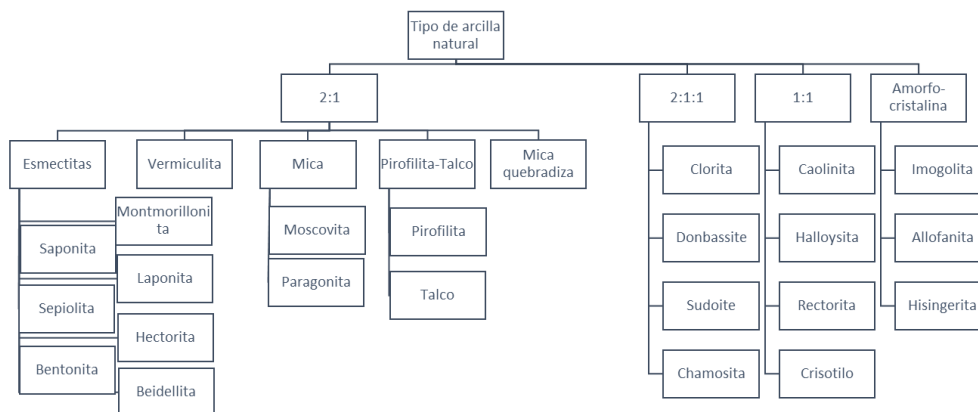 Tipo de arcilla
natural
2:1
2:1:1
1:1
Amorfo-
cristalina
Esmectitas
Vermiculita
Mica
Pirofilita-Talco
Mica
quebradiza
Montmorilloni
ta
Saponita
Laponita
Sepiolita
Hectorita
Bentonita
Beidellita
Moscovita
Paragonita
Pirofilita
Talco
Clorita
Donbassite
Sudoite
Chamosita
Caolinita
Halloysita
Rectorita
Crisotilo
Imogolita
Allofanita
Hisingerita